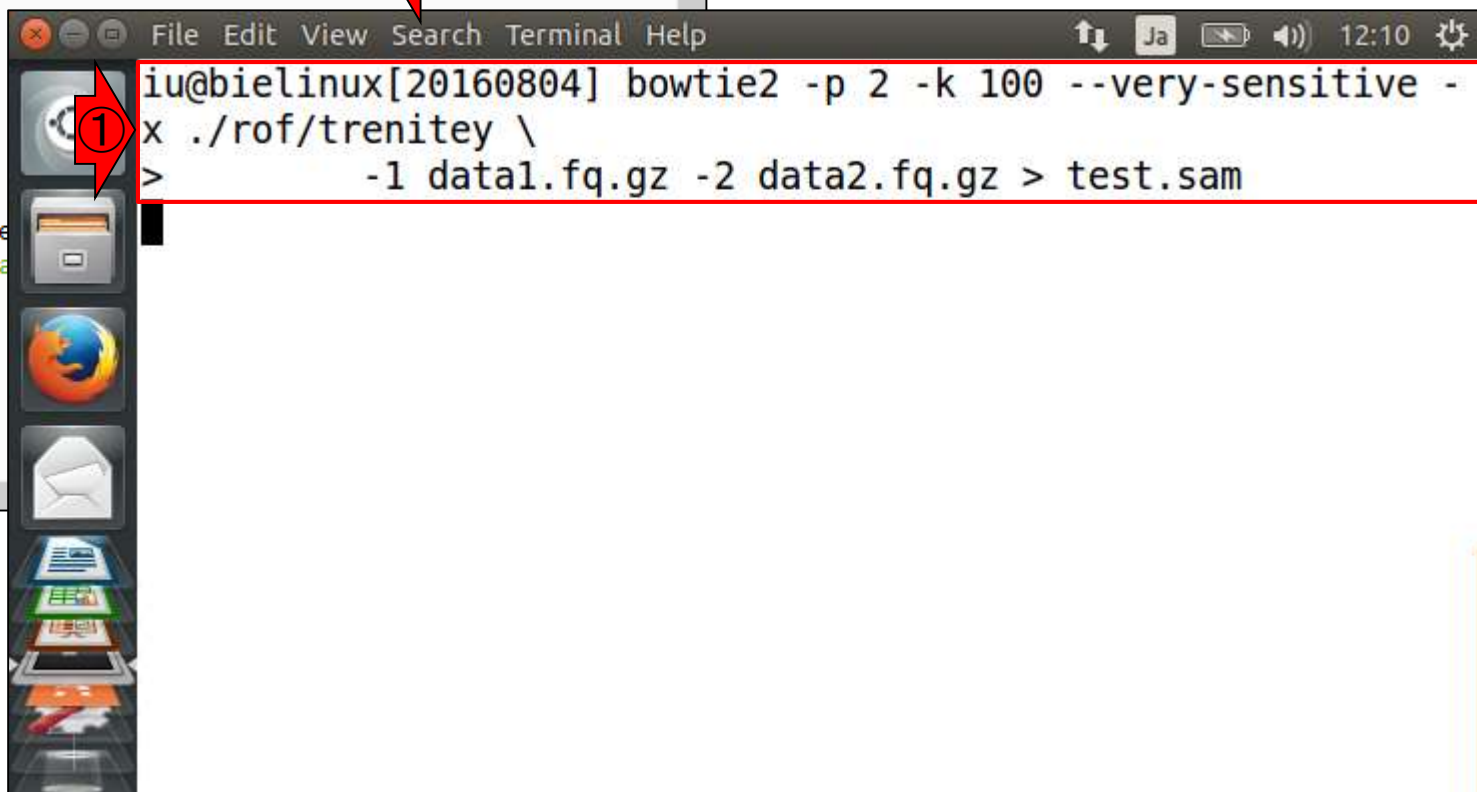 File Edit View Search Terminal Help Ja 12:10
iu@bielinux[20160804] bowtie2 -p 2 -k 100 --very-sensitive -
①
x ./rof/trenitey \
> -1 data1.fq.gz -2 data2.fq.gz > test.sam